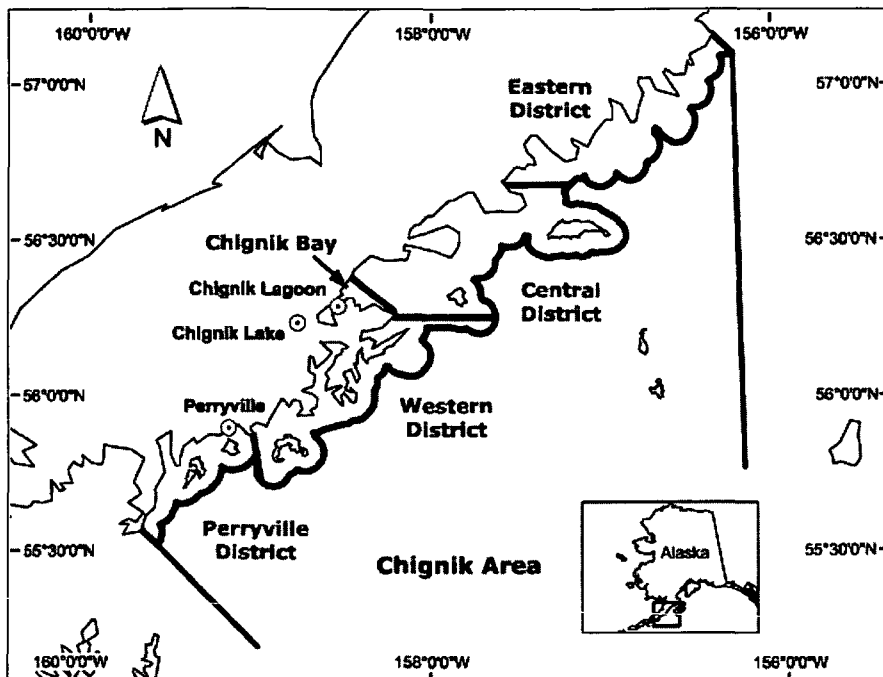 160°0'0"W
158°0'0"W
156°0'0"W
57°0'0"N
57°0'0"N
Eastern
District
N
56°30'0"N
56°30'0"N
Chignik Bay
Chignik Lagoon
Central
District
Chignik Lake
56°0'0"N
56°0'0"N
Perryville
Western
District
Perryville
District
55°30'0"N
55°30'0"N
Chignik Area
Alaska
160°0'0"W
158°0'0"W
156°0'0"W